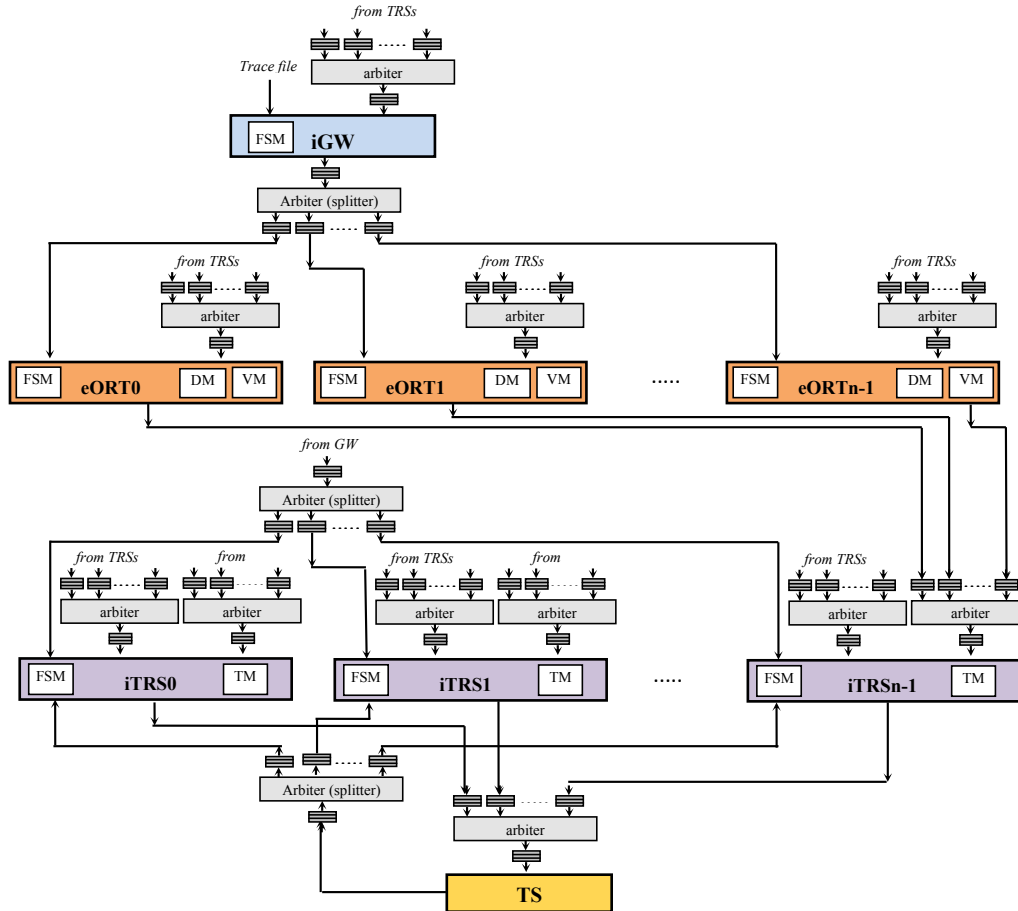 from TRSs
Trace file
arbiter
FSM
iGW
Arbiter (splitter)
from TRSs
from TRSs
from TRSs
arbiter
arbiter
arbiter
FSM
eORT0
DM
VM
FSM
eORT1
DM
VM
.....
FSM
eORTn-1
DM
VM
from GW
Arbiter (splitter)
from TRSs
from
from TRSs
from
from TRSs
arbiter
arbiter
arbiter
arbiter
arbiter
arbiter
FSM
iTRS0
TM
FSM
iTRS1
TM
.....
FSM
iTRSn-1
TM
Arbiter (splitter)
arbiter
TS